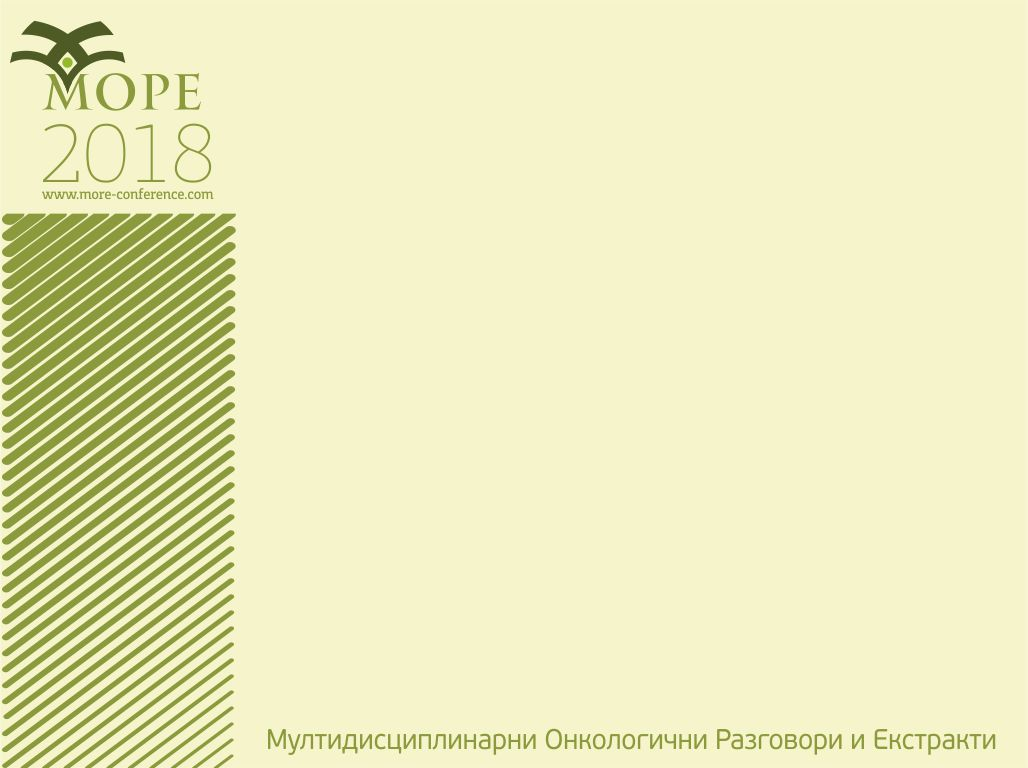 МОРЕ
2018
www.more-conference.com
Мултидисциплинарни Онкологични Разговори и Екстракти